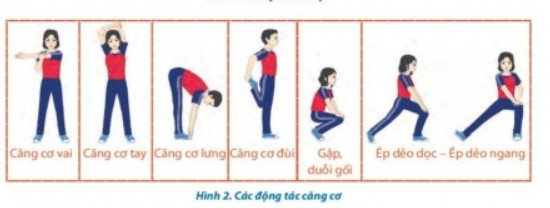 Căng cơ vai
Căng cơ tay
Căng cơ lưng
Căng cơ đùi
Gập,
duỗi gối
Ép dẻo dọc – Ép dẻo ngang
Hình 2. Các động tác căng cơ